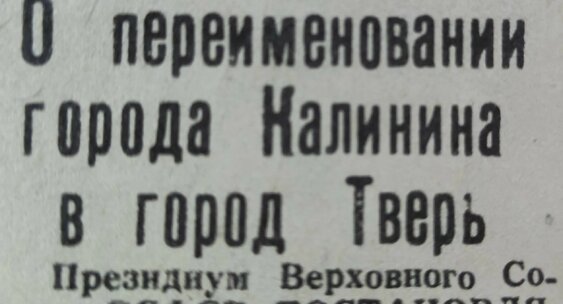 О переименовании
города Калинина
в город Тверь
Президиум Верховного Со-